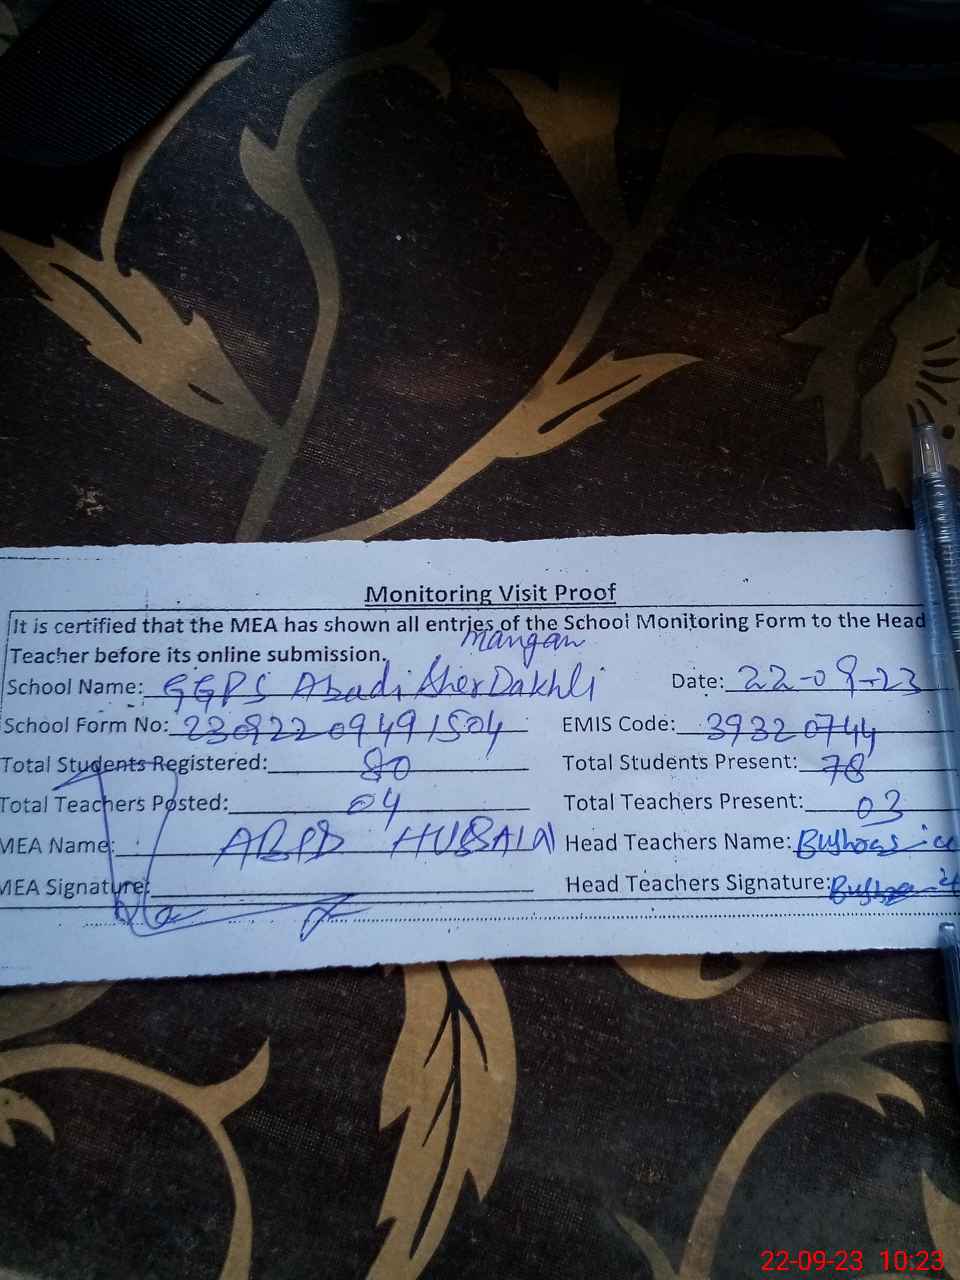 Monitoring Visit Proof
It is certified that the MEA has shown all entries of the School Monitoring Form to the Head
Teacher before its online submission.
mangan
School Name: GGPS Abadi Sher Dakhli Date: 22-09-23
School Form No: 23092209491504 EMIS Code: 39320744
Total Students Registered: 80 Total Students Present: 78
Total Teachers Posted: 04 Total Teachers Present: 03
MEA Name: ABID HUSSAIN Head Teachers Name:
MEA Signature: Head Teachers Signature:
22-09-23 10:23